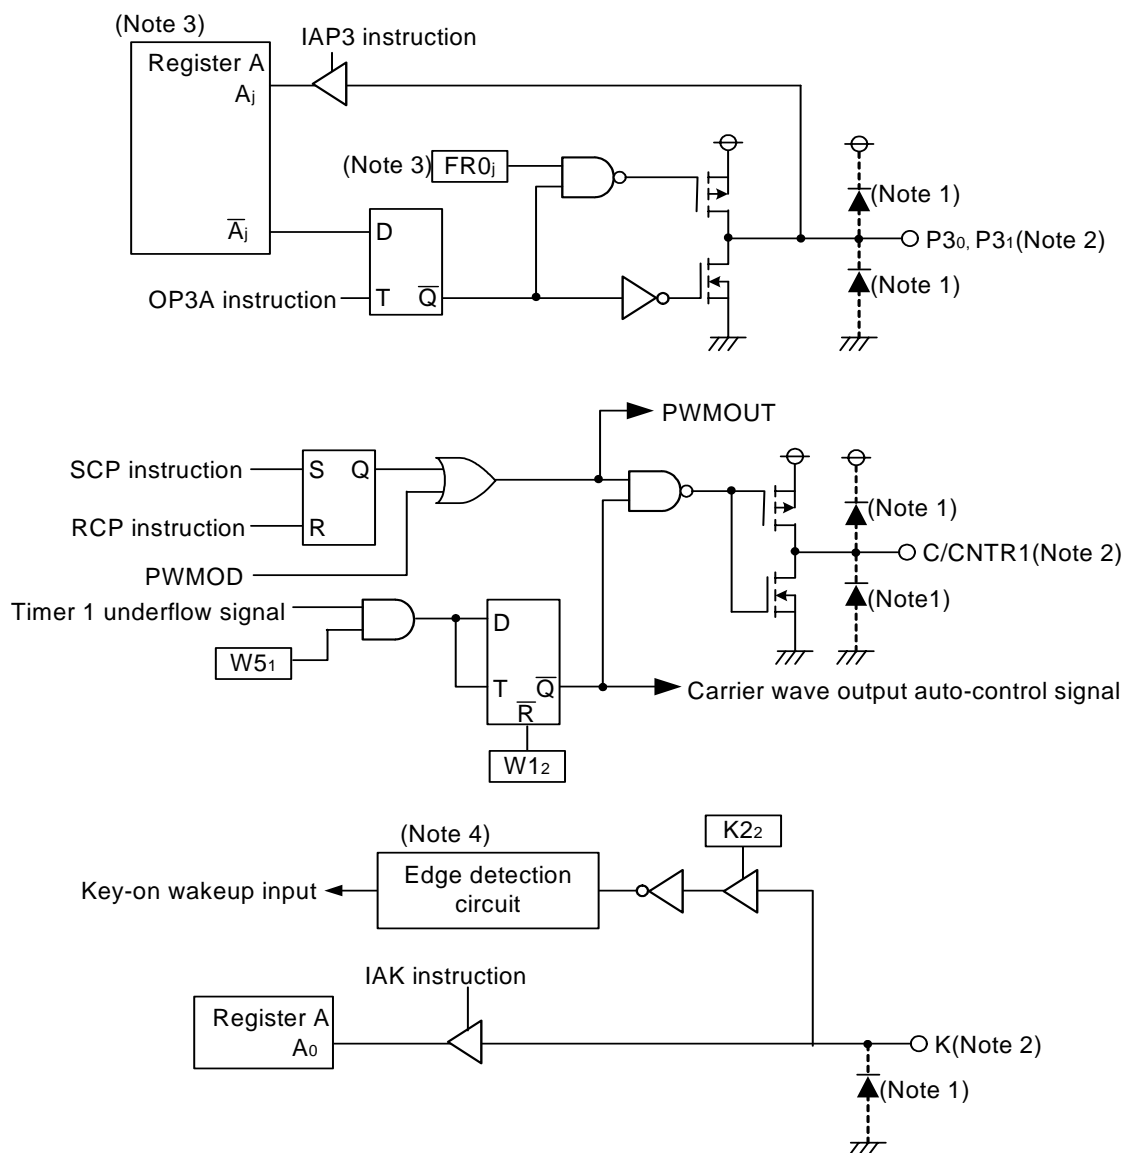 (Note 3)
IAP3 instruction
Register A
Aj
(Note 3)
FR0j
(Note 1)
A̅j
D
P30, P31(Note 2)
(Note 1)
OP3A instruction
T
Q̅
PWMOUT
SCP instruction
S
Q
(Note 1)
RCP instruction
R
C/CNTR1(Note 2)
PWMOD
(Note1)
Timer 1 underflow signal
D
W51
T
Q̅
Carrier wave output auto-control signal
R̅
W12
K22
(Note 4)
Edge detection
circuit
Key-on wakeup input
IAK instruction
Register A
A0
K(Note 2)
(Note 1)